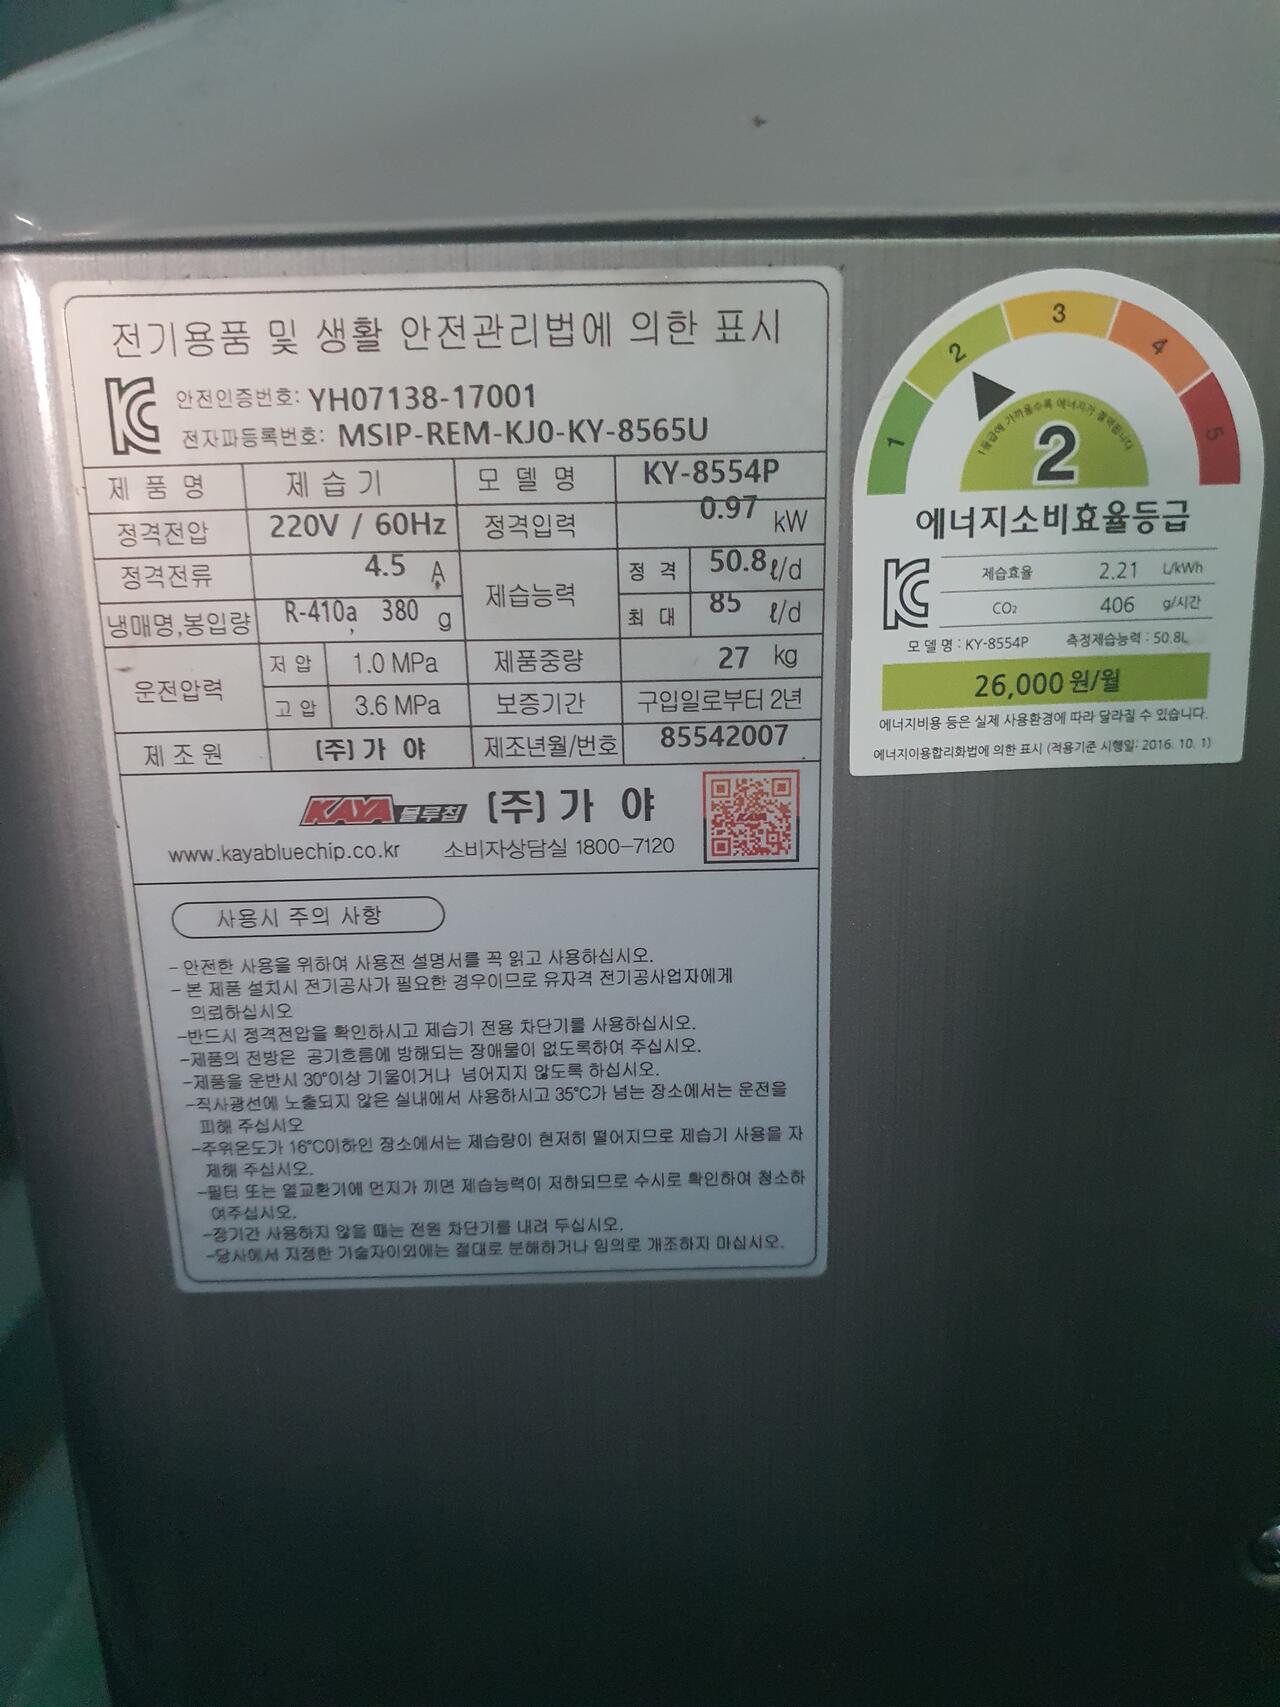 전기용품 및 생활 안전관리법에 의한 표시
안전인증번호: YH07138-17001
전자파등록번호: MSIP-REM-KJ0-KY-8565U
제 품 명 제 습 기 모 델 명 KY-8554P
정격전압 220V / 60Hz 정격입력 0.97 kW
정격전류 4.5 A 제습능력 정 격 50.8 ℓ/d
냉매명,봉입량 R-410a, 380 g 최 대 85 ℓ/d
운전압력 저 압 1.0 MPa 제품중량 27 kg
고 압 3.6 MPa 보증기간 구입일로부터 2년
제 조 원 (주)가 야 제조년월/번호 85542007
KAYA 블루칩 (주)가 야
www.kayabluechip.co.kr 소비자상담실 1800-7120
사용시 주의 사항
- 안전한 사용을 위하여 사용전 설명서를 꼭 읽고 사용하십시오.
- 본 제품 설치시 전기공사가 필요한 경우이므로 유자격 전기공사업자에게
의뢰하십시오
-반드시 정격전압을 확인하시고 제습기 전용 차단기를 사용하십시오.
-제품의 전방은 공기흐름에 방해되는 장애물이 없도록하여 주십시오.
-제품을 운반시 30°이상 기울이거나 넘어지지 않도록 하십시오.
-직사광선에 노출되지 않은 실내에서 사용하시고 35℃가 넘는 장소에서는 운전을
피해 주십시오
-주위온도가 16℃이하인 장소에서는 제습량이 현저히 떨어지므로 제습기 사용을 자
제해 주십시오.
-필터 또는 열교환기에 먼지가 끼면 제습능력이 저하되므로 수시로 확인하여 청소하
여주십시오.
-장기간 사용하지 않을 때는 전원 차단기를 내려 두십시오.
-당사에서 지정한 기술자이외에는 절대로 분해하거나 임의로 개조하지 마십시오.
1 2 3 4 5
1등급에 가까울수록 에너지가 절약됩니다
2
에너지소비효율등급
제습효율 2.21 L/kWh
CO₂ 406 g/시간
모 델 명 : KY-8554P 측정제습능력 : 50.8L
26,000원/월
에너지비용 등은 실제 사용환경에 따라 달라질 수 있습니다.
에너지이용합리화법에 의한 표시 (적용기준 시행일: 2016. 10. 1)